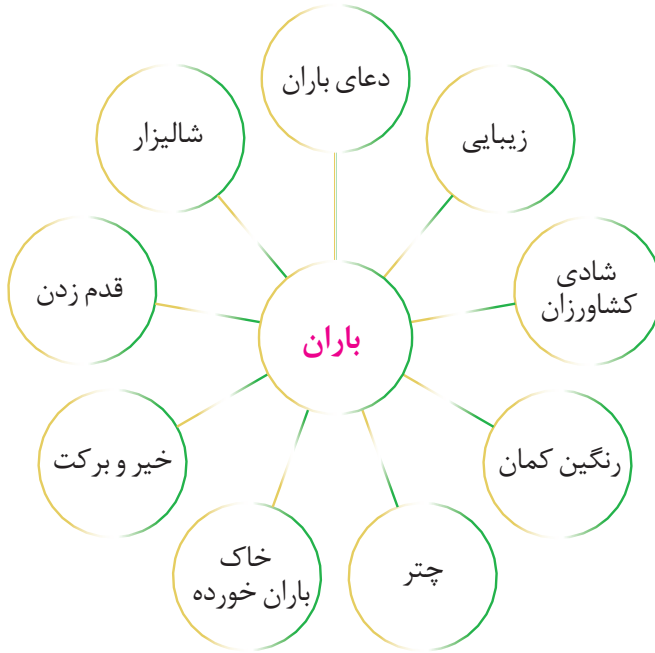 دعای باران
زیبایی
شالیزار
شادی
کشاورزان
قدم زدن
باران
رنگین کمان
خیر و برکت
چتر
خاک
باران خورده